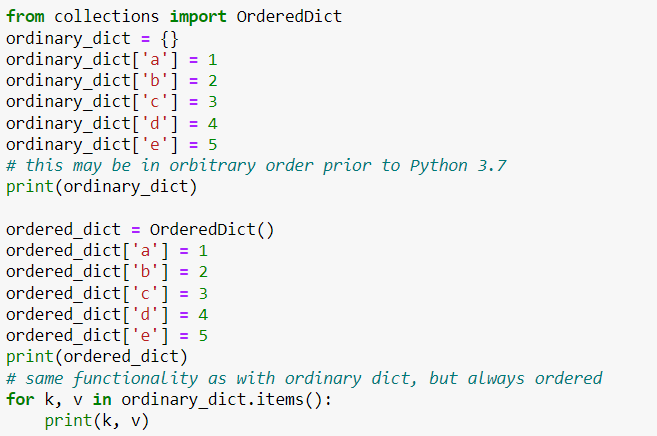 from collections import OrderedDict
ordinary_dict = {}
ordinary_dict['a'] = 1
ordinary_dict['b'] = 2
ordinary_dict['c'] = 3
ordinary_dict['d'] = 4
ordinary_dict['e'] = 5
# this may be in orbitrary order prior to Python 3.7
print(ordinary_dict)

ordered_dict = OrderedDict()
ordered_dict['a'] = 1
ordered_dict['b'] = 2
ordered_dict['c'] = 3
ordered_dict['d'] = 4
ordered_dict['e'] = 5
print(ordered_dict)
# same functionality as with ordinary dict, but always ordered
for k, v in ordinary_dict.items():
    print(k, v)